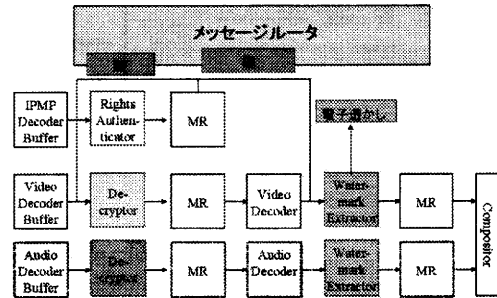 メッセージルータ
IPMP
Decoder
Buffer
Rights
Authen-
ticator
MR
電子透かし
Video
Decoder
Buffer
De-
cryptor
MR
Video
Decoder
Water-
mark
Extractor
MR
Compositor
Audio
Decoder
Buffer
De-
cryptor
MR
Audio
Decoder
Water-
mark
Extractor
MR